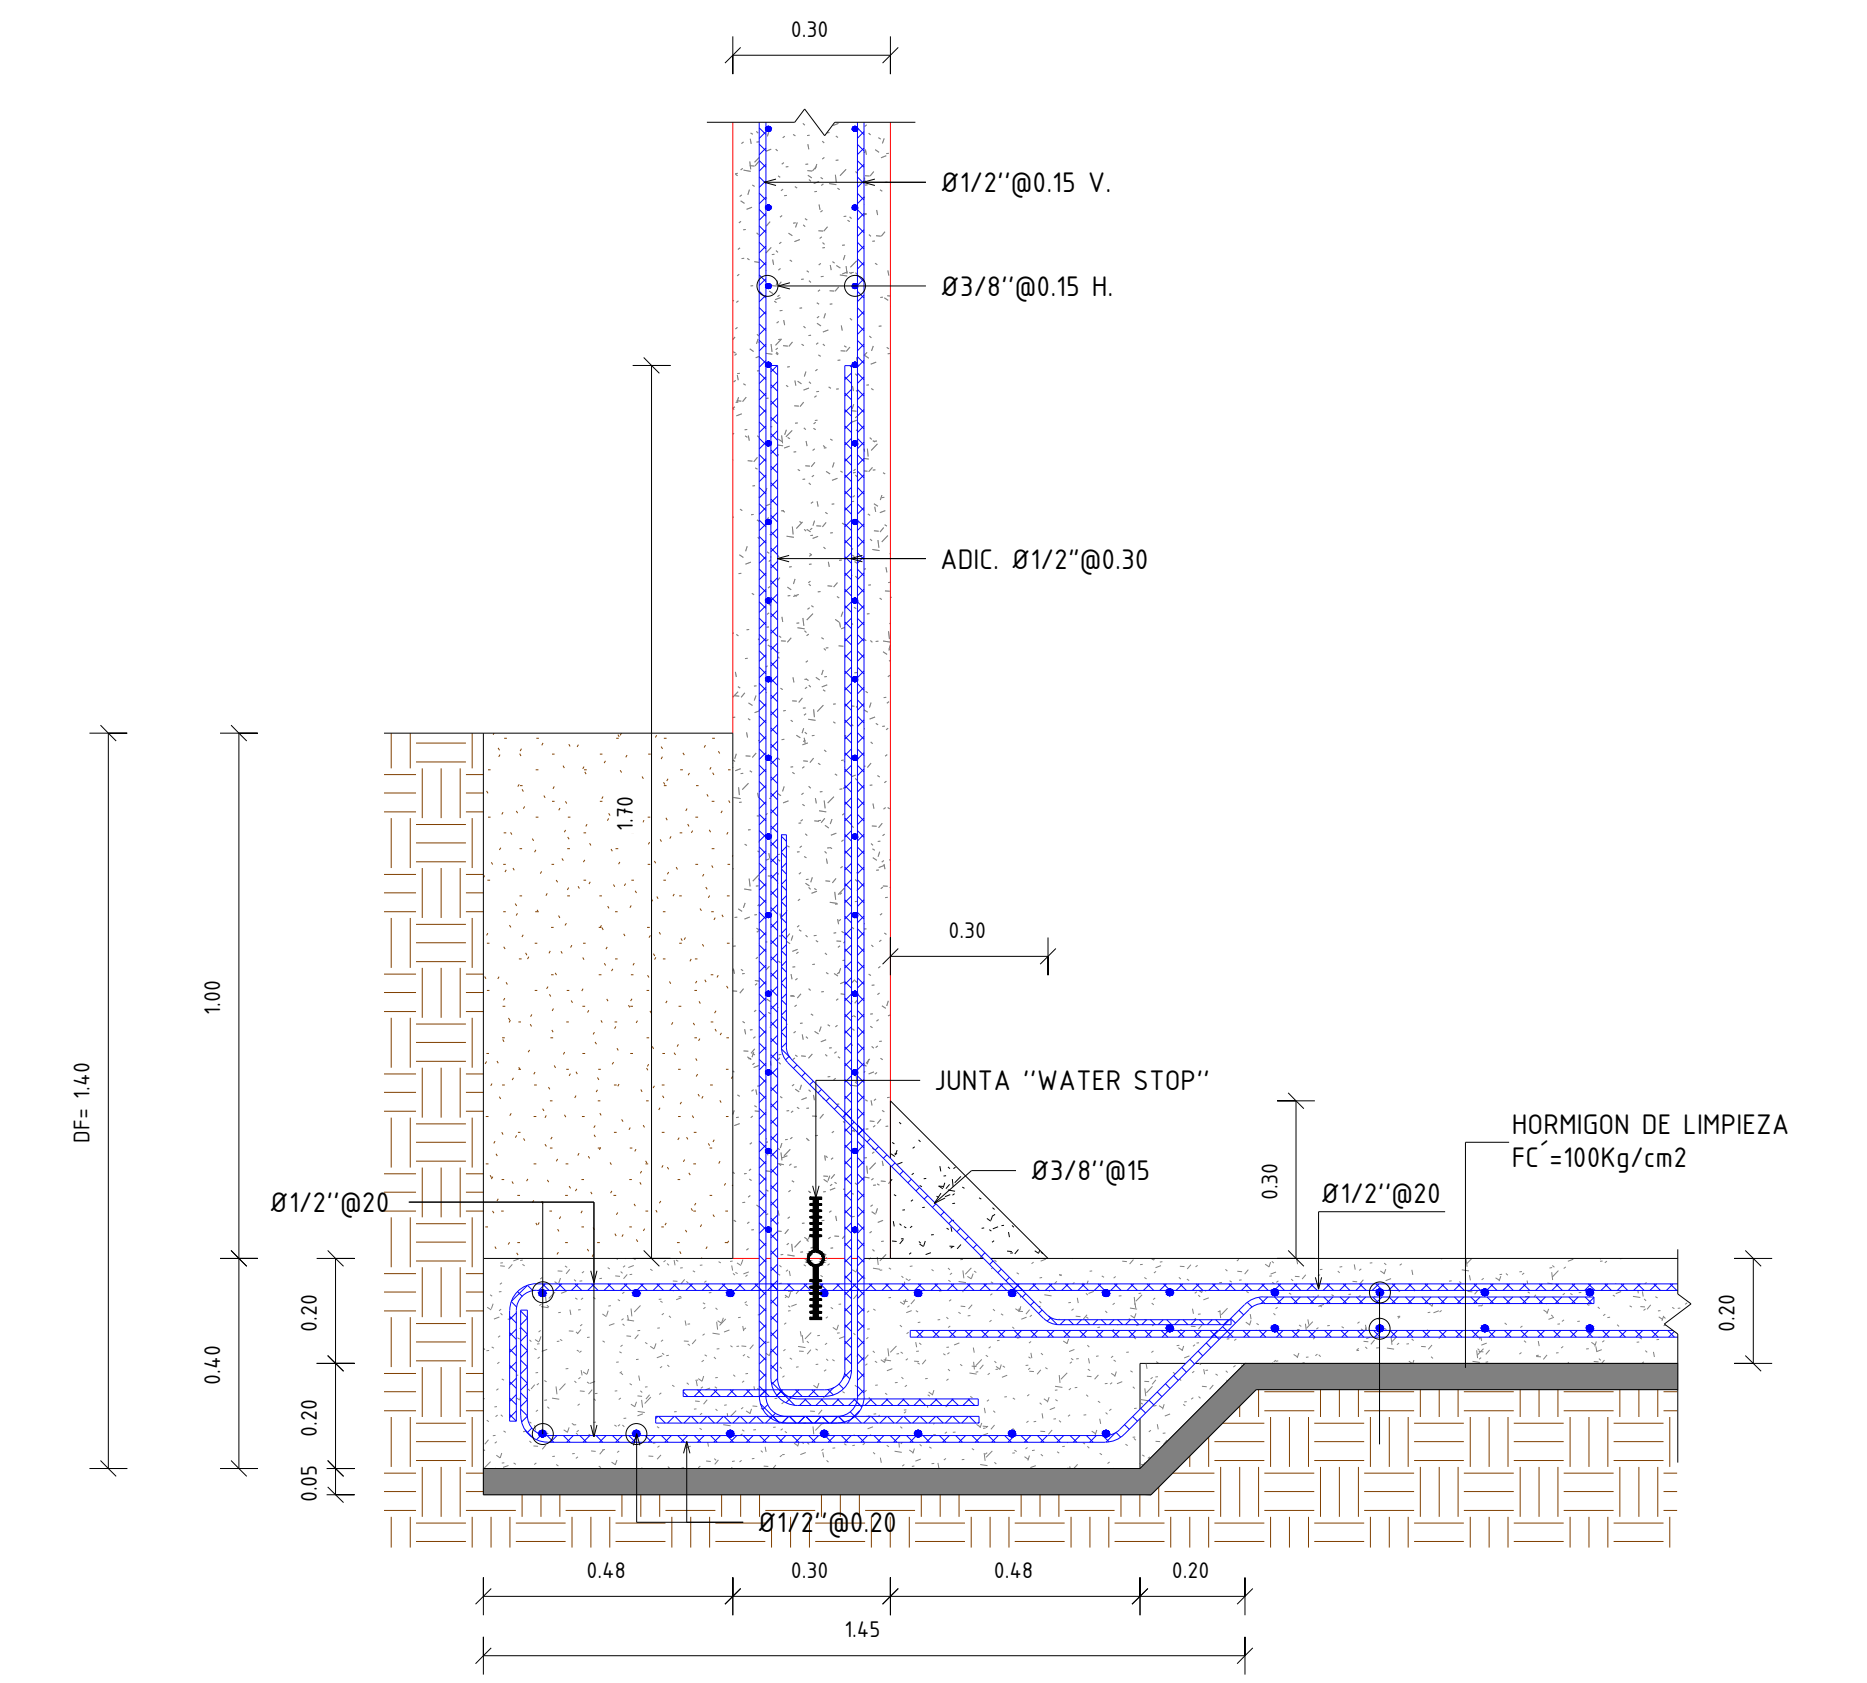 0.30
Ø1/2''@0.15 V.
Ø3/8''@0.15 H.
ADIC. Ø1/2"@0.30
1.70
0.30
1.00
DF= 1.40
JUNTA ''WATER STOP''
HORMIGON DE LIMPIEZA
FC´=100Kg/cm2
Ø3/8''@15
0.30
Ø1/2''@20
Ø1/2''@20
0.20
0.20
0.40
0.20
0.05
Ø1/2''@0.20
0.48
0.30
0.48
0.20
1.45